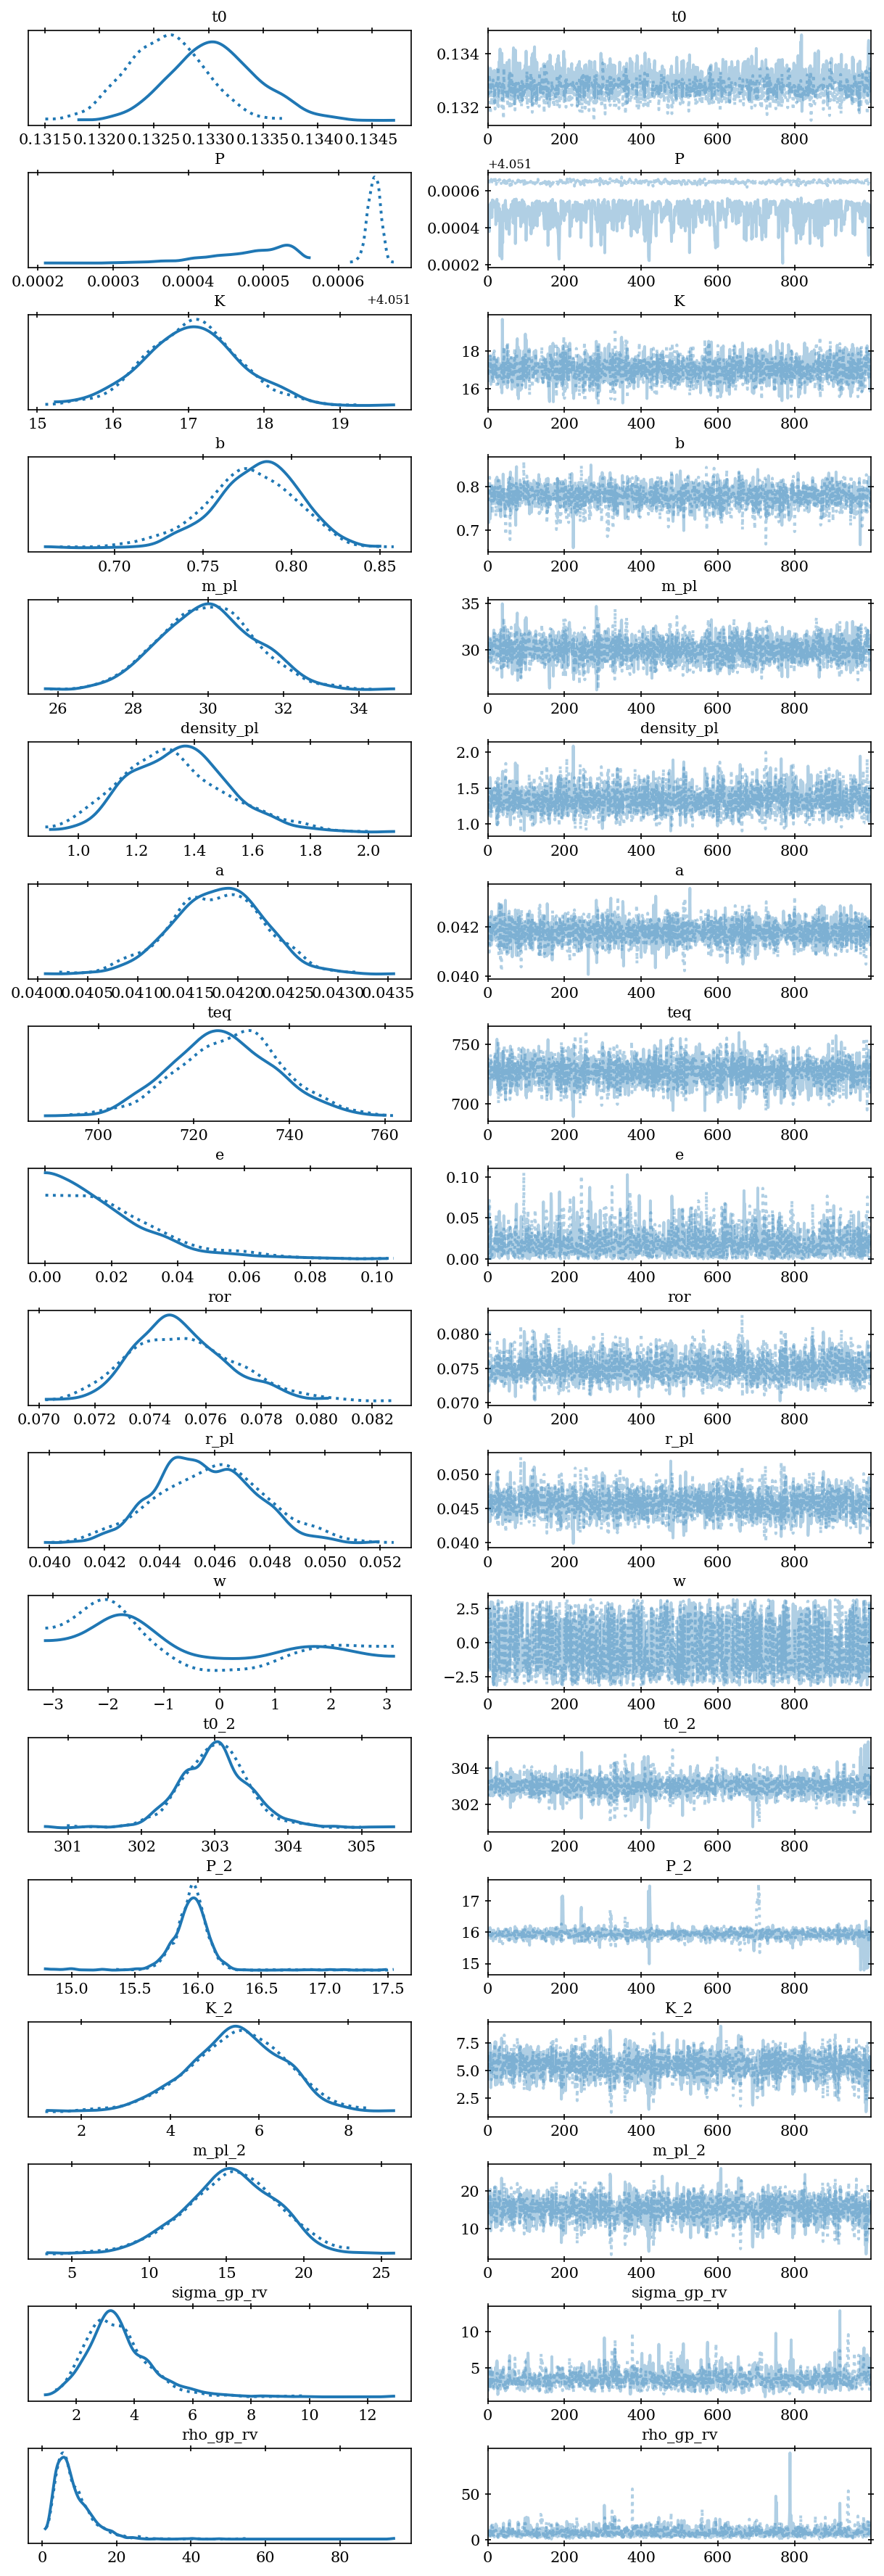 t0 t0
0.134
0.132
0.1315 0.1320 0.1325 0.1330 0.1335 0.1340 0.1345 0 200 400 600 800
P P
+4.051
0.0006
0.0004
0.0002
0.0002 0.0003 0.0004 0.0005 0.0006 0 200 400 600 800
+4.051
K K
18
16
15 16 17 18 19 0 200 400 600 800
b b
0.8
0.7
0.70 0.75 0.80 0.85 0 200 400 600 800
m_pl m_pl
35
30
26 28 30 32 34 0 200 400 600 800
density_pl density_pl
2.0
1.5
1.0
1.0 1.2 1.4 1.6 1.8 2.0 0 200 400 600 800
a a
0.042
0.040
0.0400 0.0405 0.0410 0.0415 0.0420 0.0425 0.0430 0.0435 0 200 400 600 800
teq teq
750
700
700 720 740 760 0 200 400 600 800
e e
0.10
0.05
0.00
0.00 0.02 0.04 0.06 0.08 0.10 0 200 400 600 800
ror ror
0.080
0.075
0.070
0.070 0.072 0.074 0.076 0.078 0.080 0.082 0 200 400 600 800
r_pl r_pl
0.050
0.045
0.040
0.040 0.042 0.044 0.046 0.048 0.050 0.052 0 200 400 600 800
w w
2.5
0.0
−2.5
−3 −2 −1 0 1 2 3 0 200 400 600 800
t0_2 t0_2
304
302
301 302 303 304 305 0 200 400 600 800
P_2 P_2
17
16
15
15.0 15.5 16.0 16.5 17.0 17.5 0 200 400 600 800
K_2 K_2
7.5
5.0
2.5
2 4 6 8 0 200 400 600 800
m_pl_2 m_pl_2
20
10
5 10 15 20 25 0 200 400 600 800
sigma_gp_rv sigma_gp_rv
10
5
2 4 6 8 10 12 0 200 400 600 800
rho_gp_rv rho_gp_rv
50
0
0 20 40 60 80 0 200 400 600 800